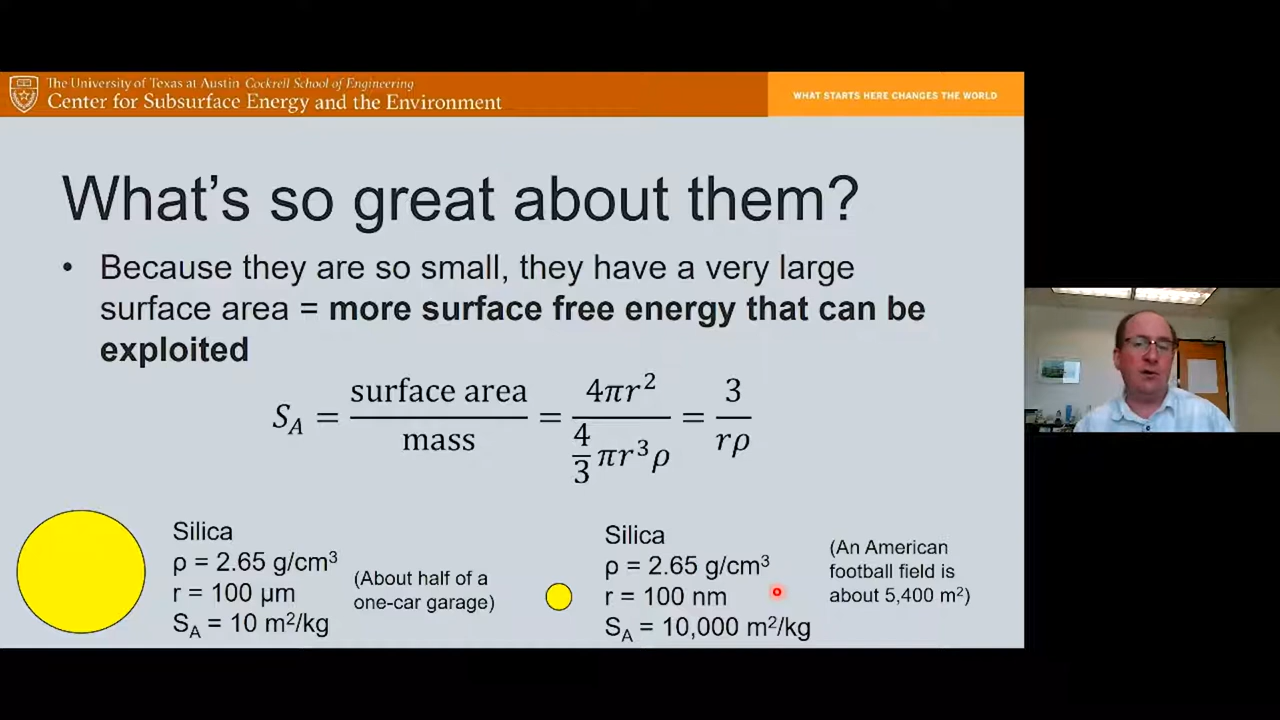 The University of Texas at Austin Cockrell School of Engineering
Center for Subsurface Energy and the Environment
WHAT STARTS HERE CHANGES THE WORLD
What's so great about them?
• Because they are so small, they have a very large
surface area = more surface free energy that can be
exploited
S_A = surface area / mass = 4πr² / (4/3 πr³ρ) = 3 / rρ
Silica
ρ = 2.65 g/cm³
r = 100 µm
S_A = 10 m²/kg
(About half of a
one-car garage)
Silica
ρ = 2.65 g/cm³
r = 100 nm
S_A = 10,000 m²/kg
(An American
football field is
about 5,400 m²)